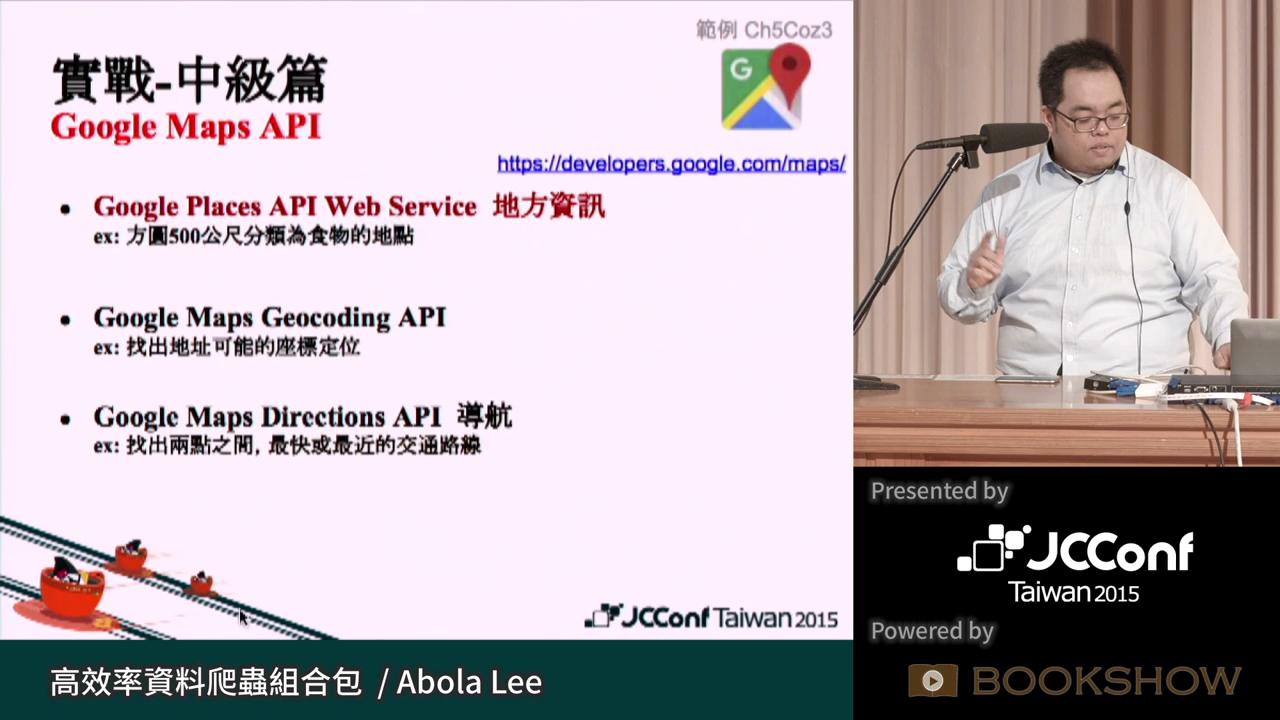 範例 Ch5Coz3
實戰-中級篇
Google Maps API
G
https://developers.google.com/maps/
• Google Places API Web Service 地方資訊
ex: 方圓500公尺分類為食物的地點
• Google Maps Geocoding API
ex: 找出地址可能的座標定位
• Google Maps Directions API 導航
ex: 找出兩點之間, 最快或最近的交通路線
JCConf Taiwan 2015
高效率資料爬蟲組合包 / Abola Lee
Presented by
JCConf
Taiwan 2015
Powered by
BOOKSHOW